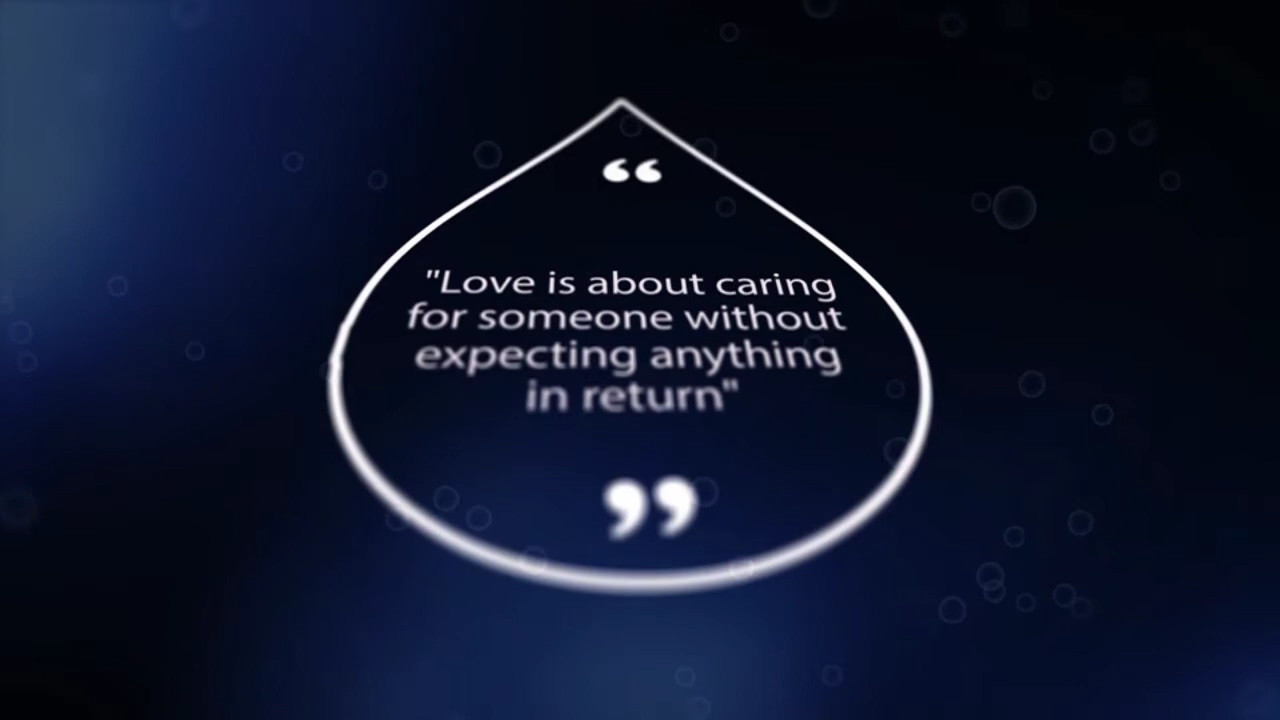 “
"Love is about caring
for someone without
expecting anything
in return"
”